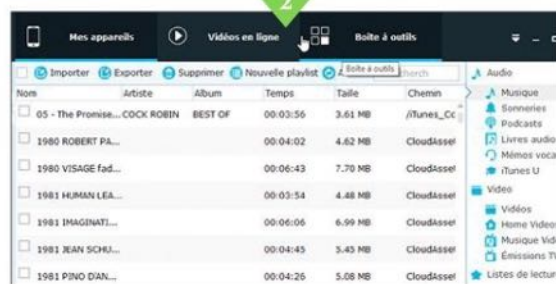 2
Mes appareils Vidéos en ligne Boite à outils
Importer Exporter Supprimer Nouvelle playlist A Boite à outils cherch
Nom Artiste Album Temps Taille Chemin
05 - The Promise... COCK ROBIN BEST OF 00:03:56 3.61 MB /iTunes_Cc
1980 ROBERT PA... 00:04:02 4.62 MB CloudAsset
1980 VISAGE fad... 00:06:43 7.70 MB CloudAsset
1981 HUMAN LEA... 00:03:54 4.48 MB CloudAsset
1981 IMAGINATI... 00:06:06 6.99 MB CloudAsset
1981 JEAN SCHU... 00:04:45 5.45 MB CloudAsset
1981 PINO D'AN... 00:04:26 5.08 MB CloudAsset
Audio
Musique
Sonneries
Podcasts
Livres audio
Mémos voca
iTunes U
Video
Vidéos
Home Videos
Musique Vid
Émissions T
Listes de lectur